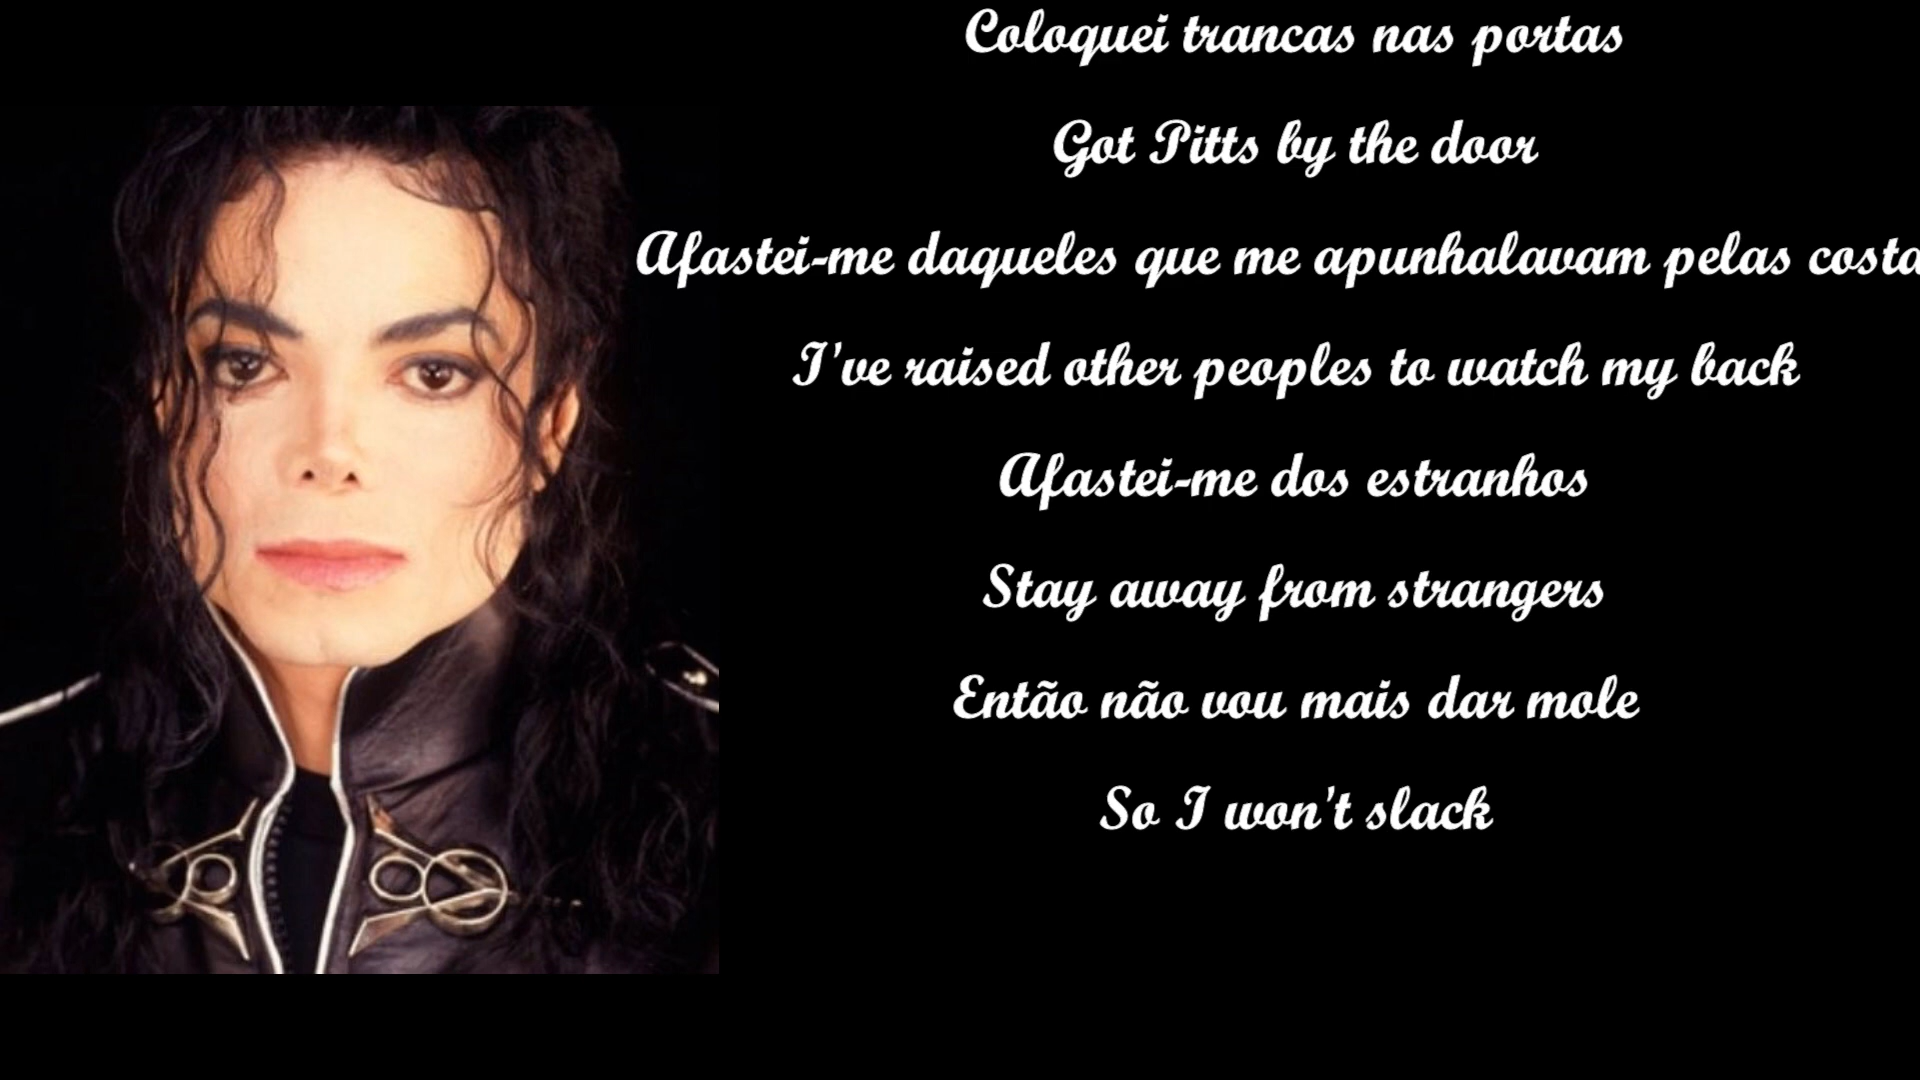 Coloquei trancas nas portas
Got Pitts by the door
Afastei-me daqueles que me apunhalavam pelas costa
I've raised other peoples to watch my back
Afastei-me dos estranhos
Stay away from strangers
Então não vou mais dar mole
So I won't slack